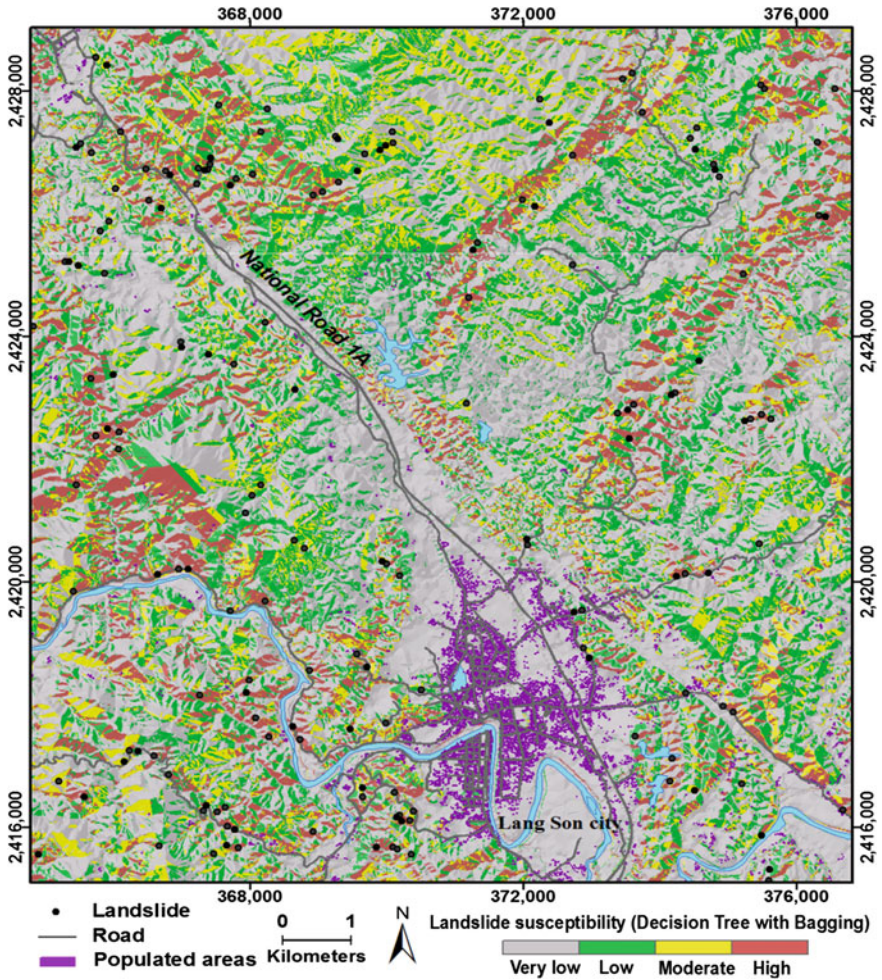 368,000 372,000 376,000
2,428,000 2,428,000
National Road 1A
2,424,000 2,424,000
2,420,000 2,420,000
2,416,000 2,416,000
Lang Son city
368,000 372,000 376,000
Landslide
Road
Populated areas
0 1
Kilometers
N
Landslide susceptibility (Decision Tree with Bagging)
Very low Low Moderate High